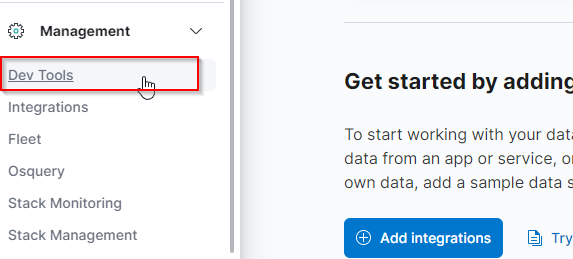 Management
Dev Tools
Integrations
Fleet
Osquery
Stack Monitoring
Stack Management
Get started by adding
To start working with your data
data from an app or service, or
own data, add a sample data s
Add integrations
Try